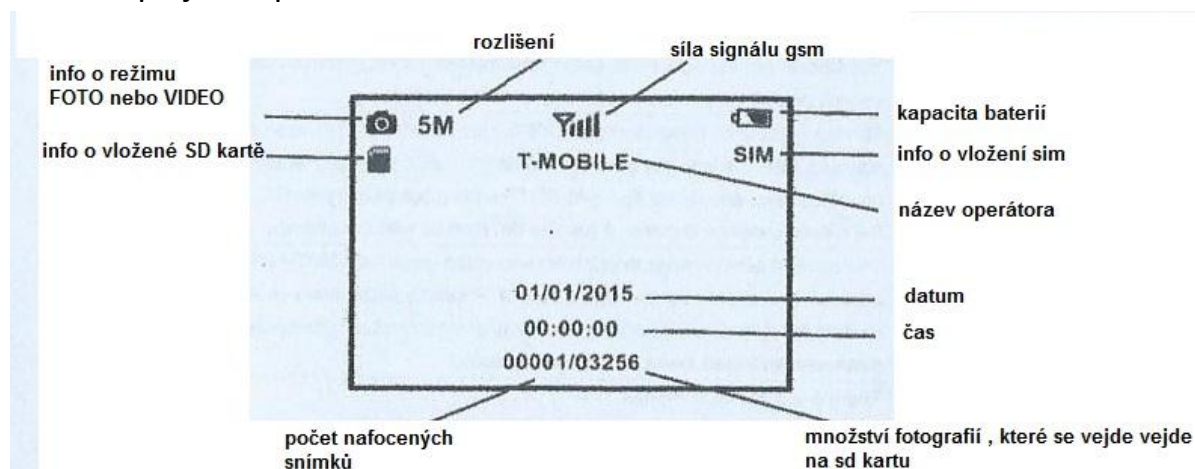 rozlišení
síla signálu gsm
info o režimu
FOTO nebo VIDEO
kapacita baterií
5M
info o vložené SD kartě
T-MOBILE
SIM
info o vložení sim
název operátora
01/01/2015
datum
00:00:00
čas
00001/03256
počet nafocených
snímků
množství fotografií , které se vejde vejde
na sd kartu